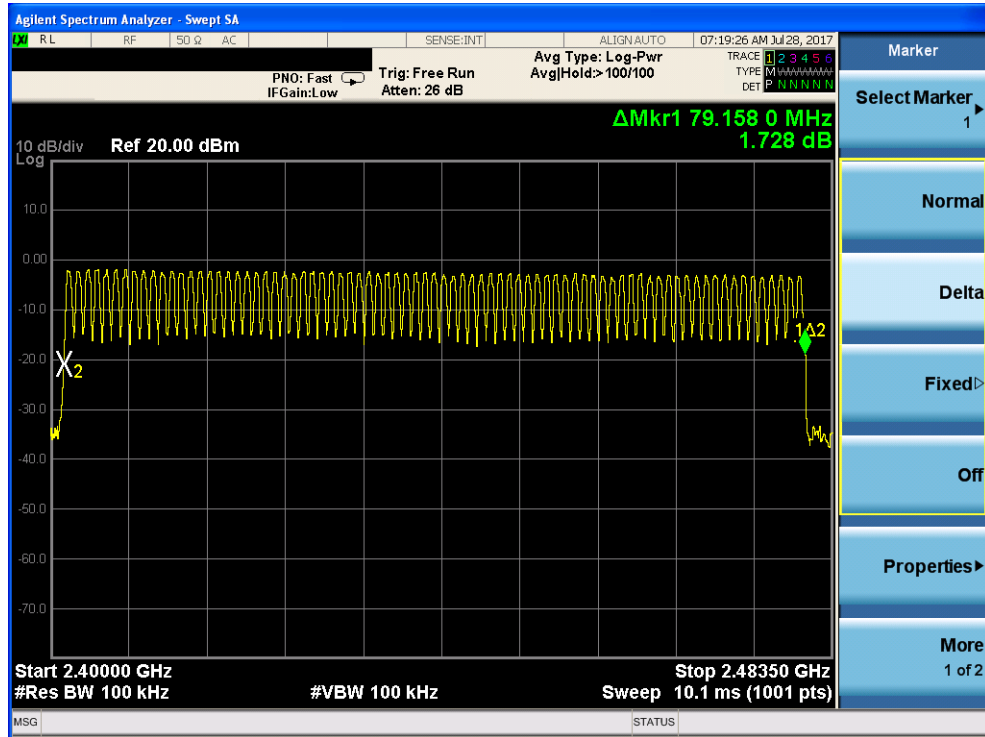 Agilent Spectrum Analyzer - Swept SA
LXI RL RF 50 Ω AC SENSE:INT ALIGNAUTO 07:19:26 AM Jul 28, 2017
Marker
PNO: Fast
IFGain:Low
Trig: Free Run
Atten: 26 dB
Avg Type: Log-Pwr
Avg|Hold:>100/100
TRACE 1 2 3 4 5 6
TYPE M
DET P N N N N N
Select Marker
1
ΔMkr1 79.158 0 MHz
1.728 dB
10 dB/div Ref 20.00 dBm
Log
10.0
0.00
-10.0
-20.0
-30.0
-40.0
-50.0
-60.0
-70.0
1Δ2
2
Normal
Delta
Fixed
Off
Properties
More
1 of 2
Start 2.40000 GHz Stop 2.48350 GHz
#Res BW 100 kHz #VBW 100 kHz Sweep 10.1 ms (1001 pts)
MSG STATUS